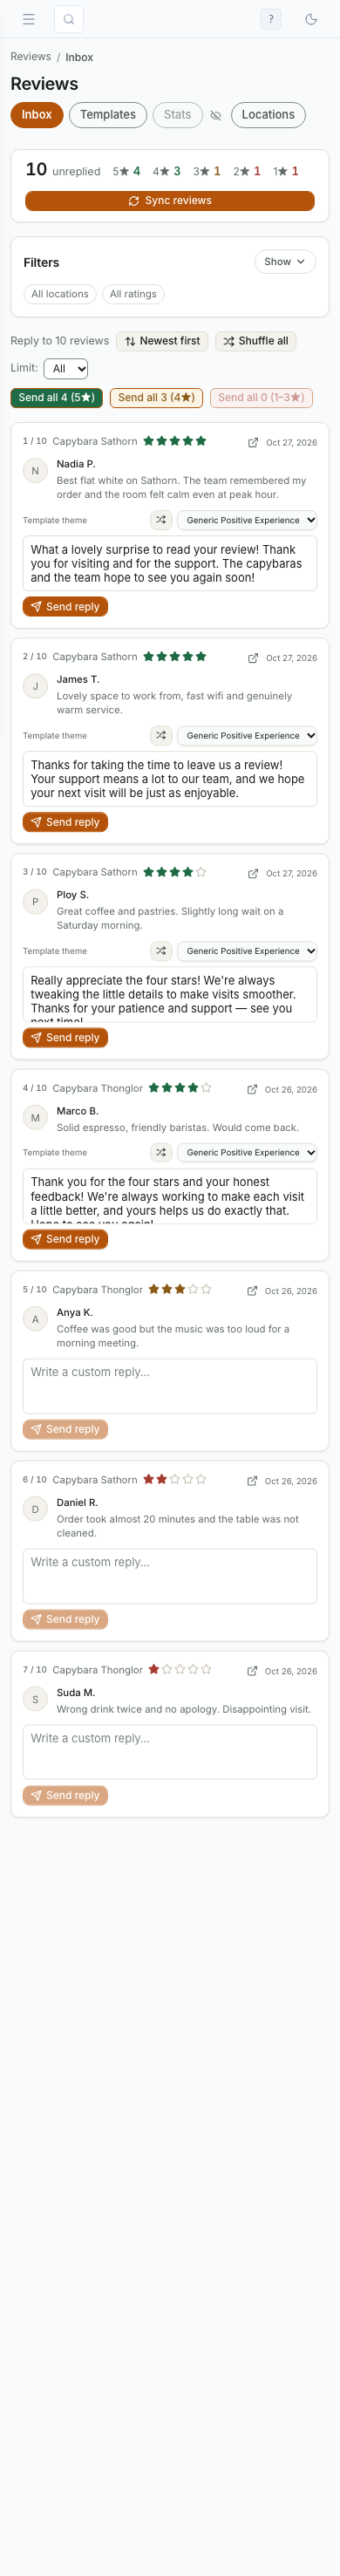 ?
Reviews / Inbox
Reviews
Inbox Templates Stats Locations
10 unreplied 5★ 4 4★ 3 3★ 1 2★ 1 1★ 1
Sync reviews
Filters Show
All locations All ratings
Reply to 10 reviews Newest first Shuffle all
Limit: All
Send all 4 (5★) Send all 3 (4★) Send all 0 (1–3★)
1 / 10 Capybara Sathorn ★★★★★ Oct 27, 2026
N Nadia P.
Best flat white on Sathorn. The team remembered my
order and the room felt calm even at peak hour.
Template theme Generic Positive Experience
What a lovely surprise to read your review! Thank
you for visiting and for the support. The capybaras
and the team hope to see you again soon!
Send reply
2 / 10 Capybara Sathorn ★★★★★ Oct 27, 2026
J James T.
Lovely space to work from, fast wifi and genuinely
warm service.
Template theme Generic Positive Experience
Thanks for taking the time to leave us a review!
Your support means a lot to our team, and we hope
your next visit will be just as enjoyable.
Send reply
3 / 10 Capybara Sathorn ★★★★☆ Oct 27, 2026
P Ploy S.
Great coffee and pastries. Slightly long wait on a
Saturday morning.
Template theme Generic Positive Experience
Really appreciate the four stars! We're always
tweaking the little details to make visits smoother.
Thanks for your patience and support — see you
next time!
Send reply
4 / 10 Capybara Thonglor ★★★★☆ Oct 26, 2026
M Marco B.
Solid espresso, friendly baristas. Would come back.
Template theme Generic Positive Experience
Thank you for the four stars and your honest
feedback! We're always working to make each visit
a little better, and yours helps us do exactly that.
Hope to see you again!
Send reply
5 / 10 Capybara Thonglor ★★★☆☆ Oct 26, 2026
A Anya K.
Coffee was good but the music was too loud for a
morning meeting.
Write a custom reply...
Send reply
6 / 10 Capybara Sathorn ★★☆☆☆ Oct 26, 2026
D Daniel R.
Order took almost 20 minutes and the table was not
cleaned.
Write a custom reply...
Send reply
7 / 10 Capybara Thonglor ★☆☆☆☆ Oct 26, 2026
S Suda M.
Wrong drink twice and no apology. Disappointing visit.
Write a custom reply...
Send reply